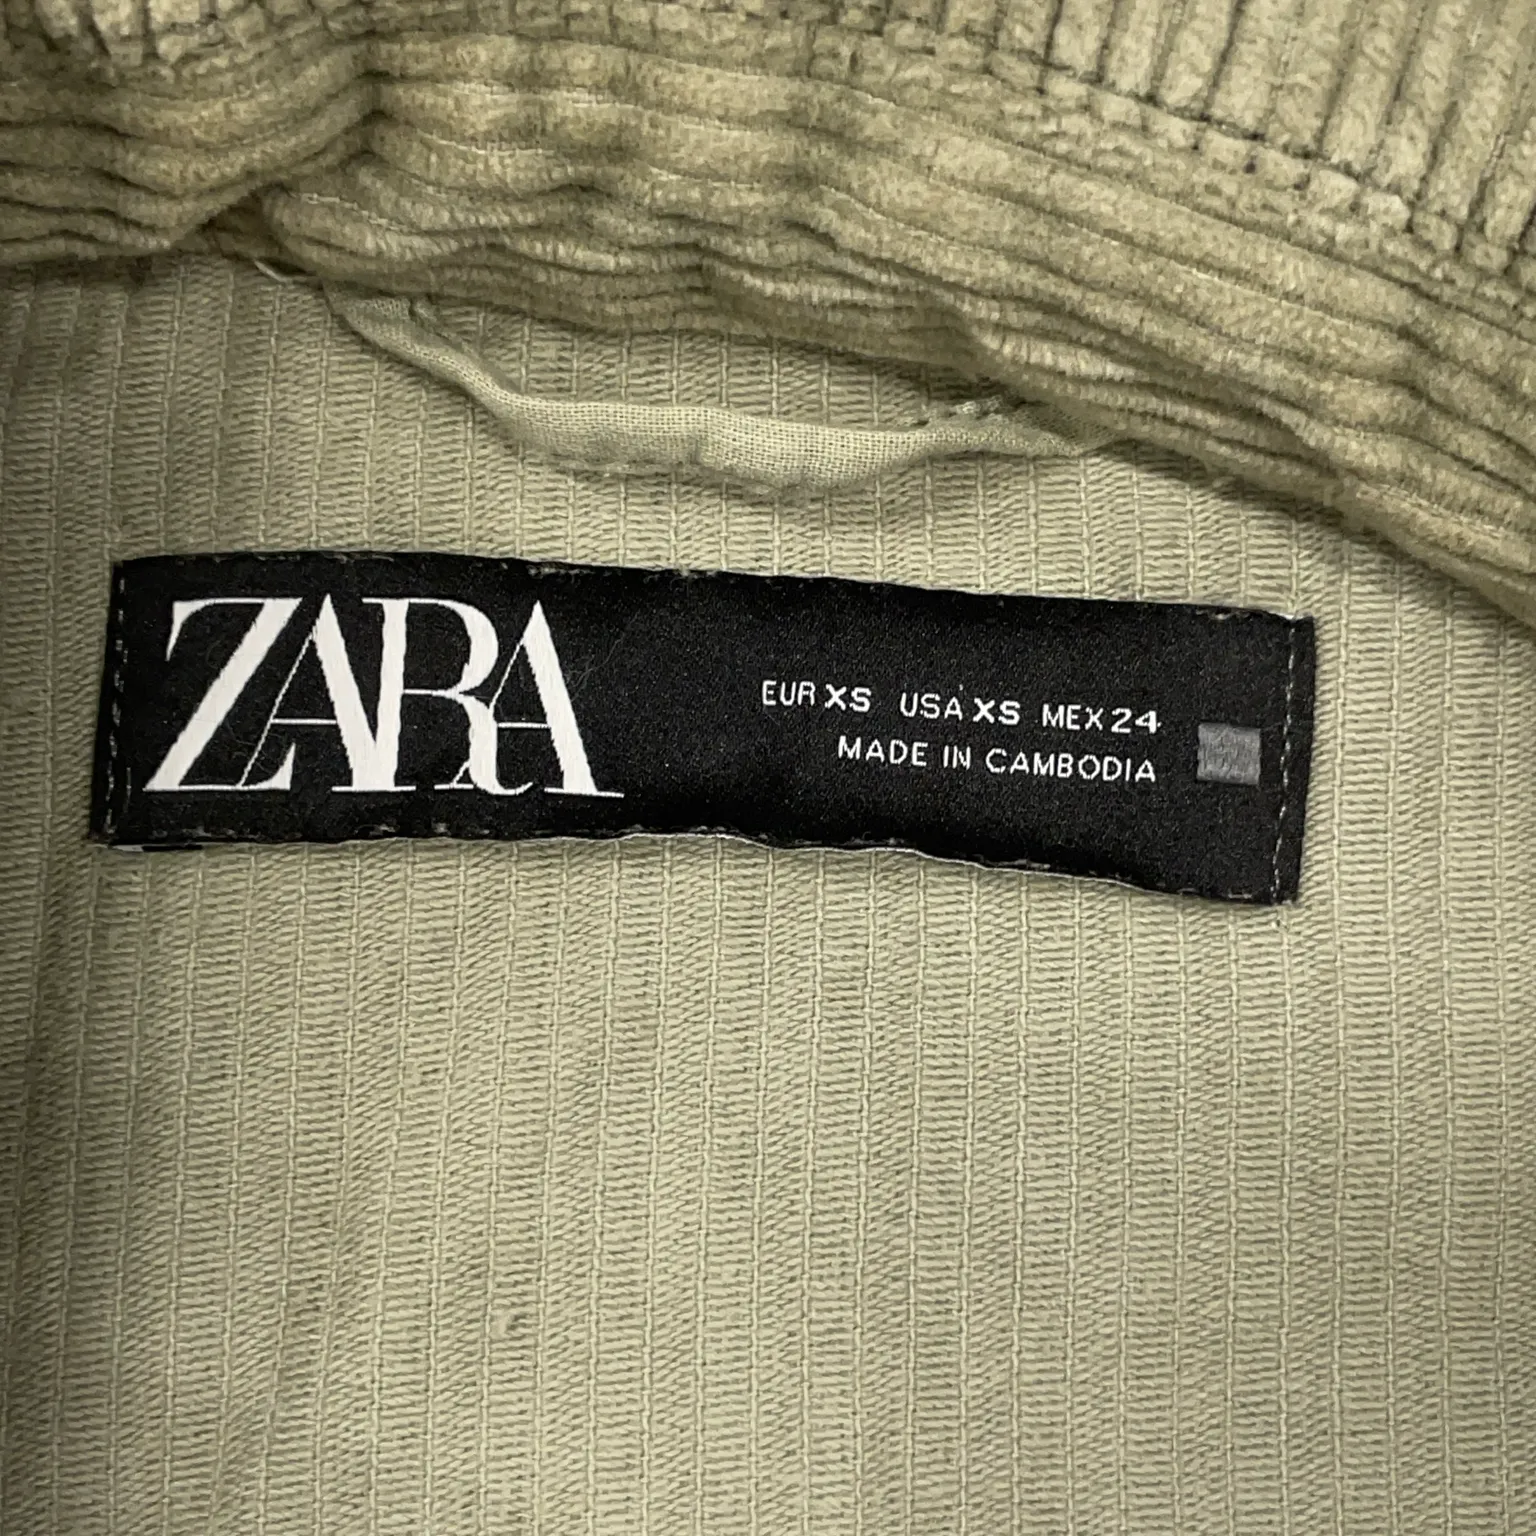 ZARA
EUR XS USA XS MEX 24
MADE IN CAMBODIA